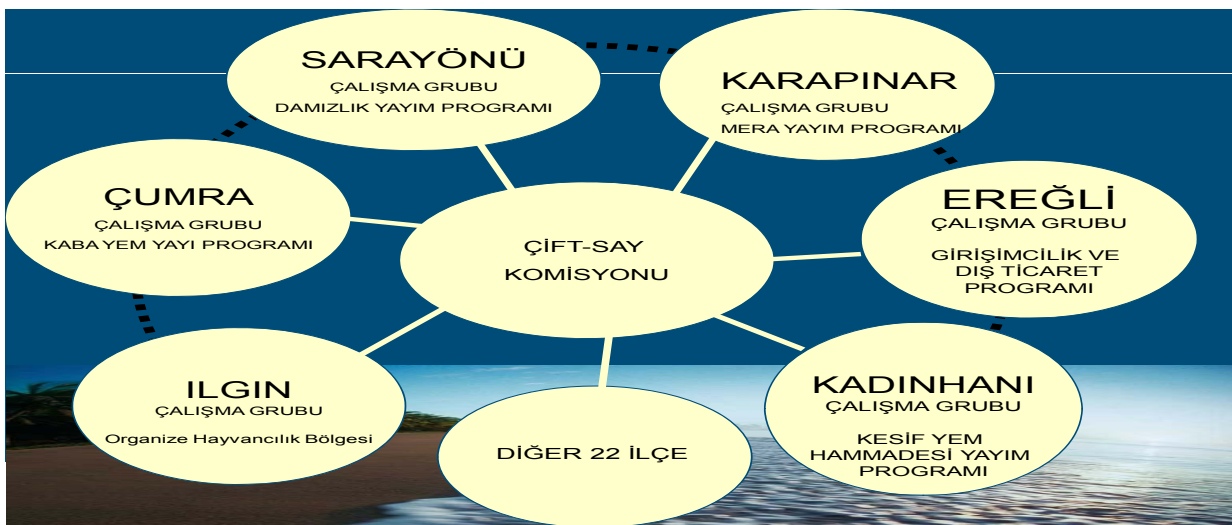 SARAYÖNÜ
ÇALIŞMA GRUBU
DAMIZLIK YAYIM PROGRAMI
KARAPINAR
ÇALIŞMA GRUBU
MERA YAYIM PROGRAMI
ÇUMRA
ÇALIŞMA GRUBU
KABA YEM YAYI PROGRAMI
ÇİFT-SAY
KOMİSYONU
EREĞLİ
ÇALIŞMA GRUBU
GİRİŞİMCİLİK VE
DIŞ TİCARET
PROGRAMI
ILGIN
ÇALIŞMA GRUBU
Organize Hayvancılık Bölgesi
DİĞER 22 İLÇE
KADINHANI
ÇALIŞMA GRUBU
KESİF YEM
HAMMADESİ YAYIM
PROGRAMI